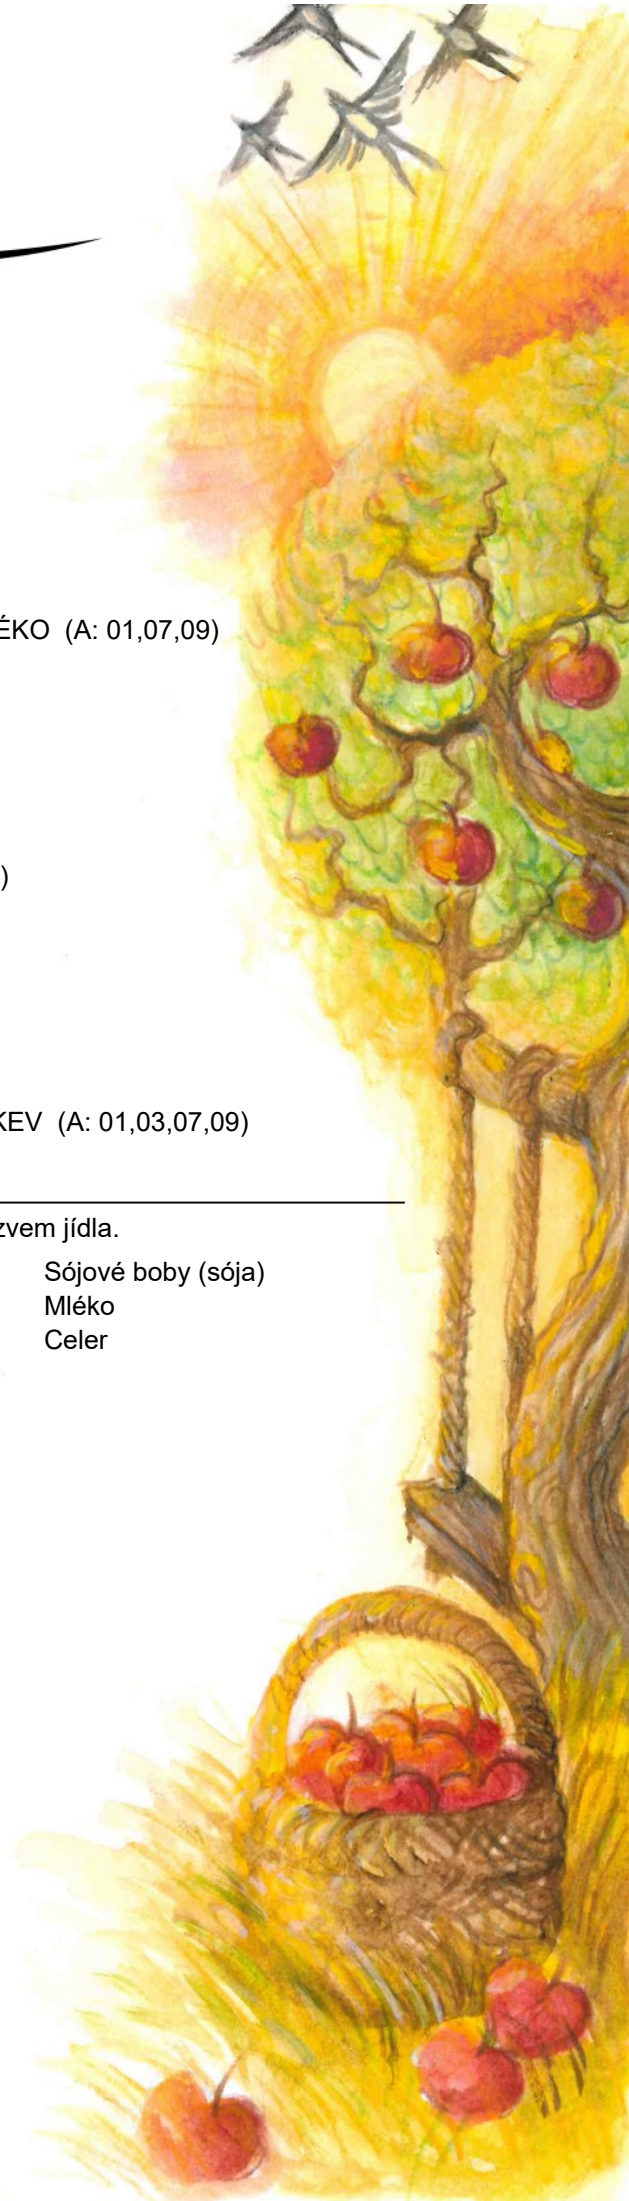 ÉKO (A: 01,07,09)
)
KEV (A: 01,03,07,09)
zvem jídla.
Sójové boby (sója)
Mléko
Celer